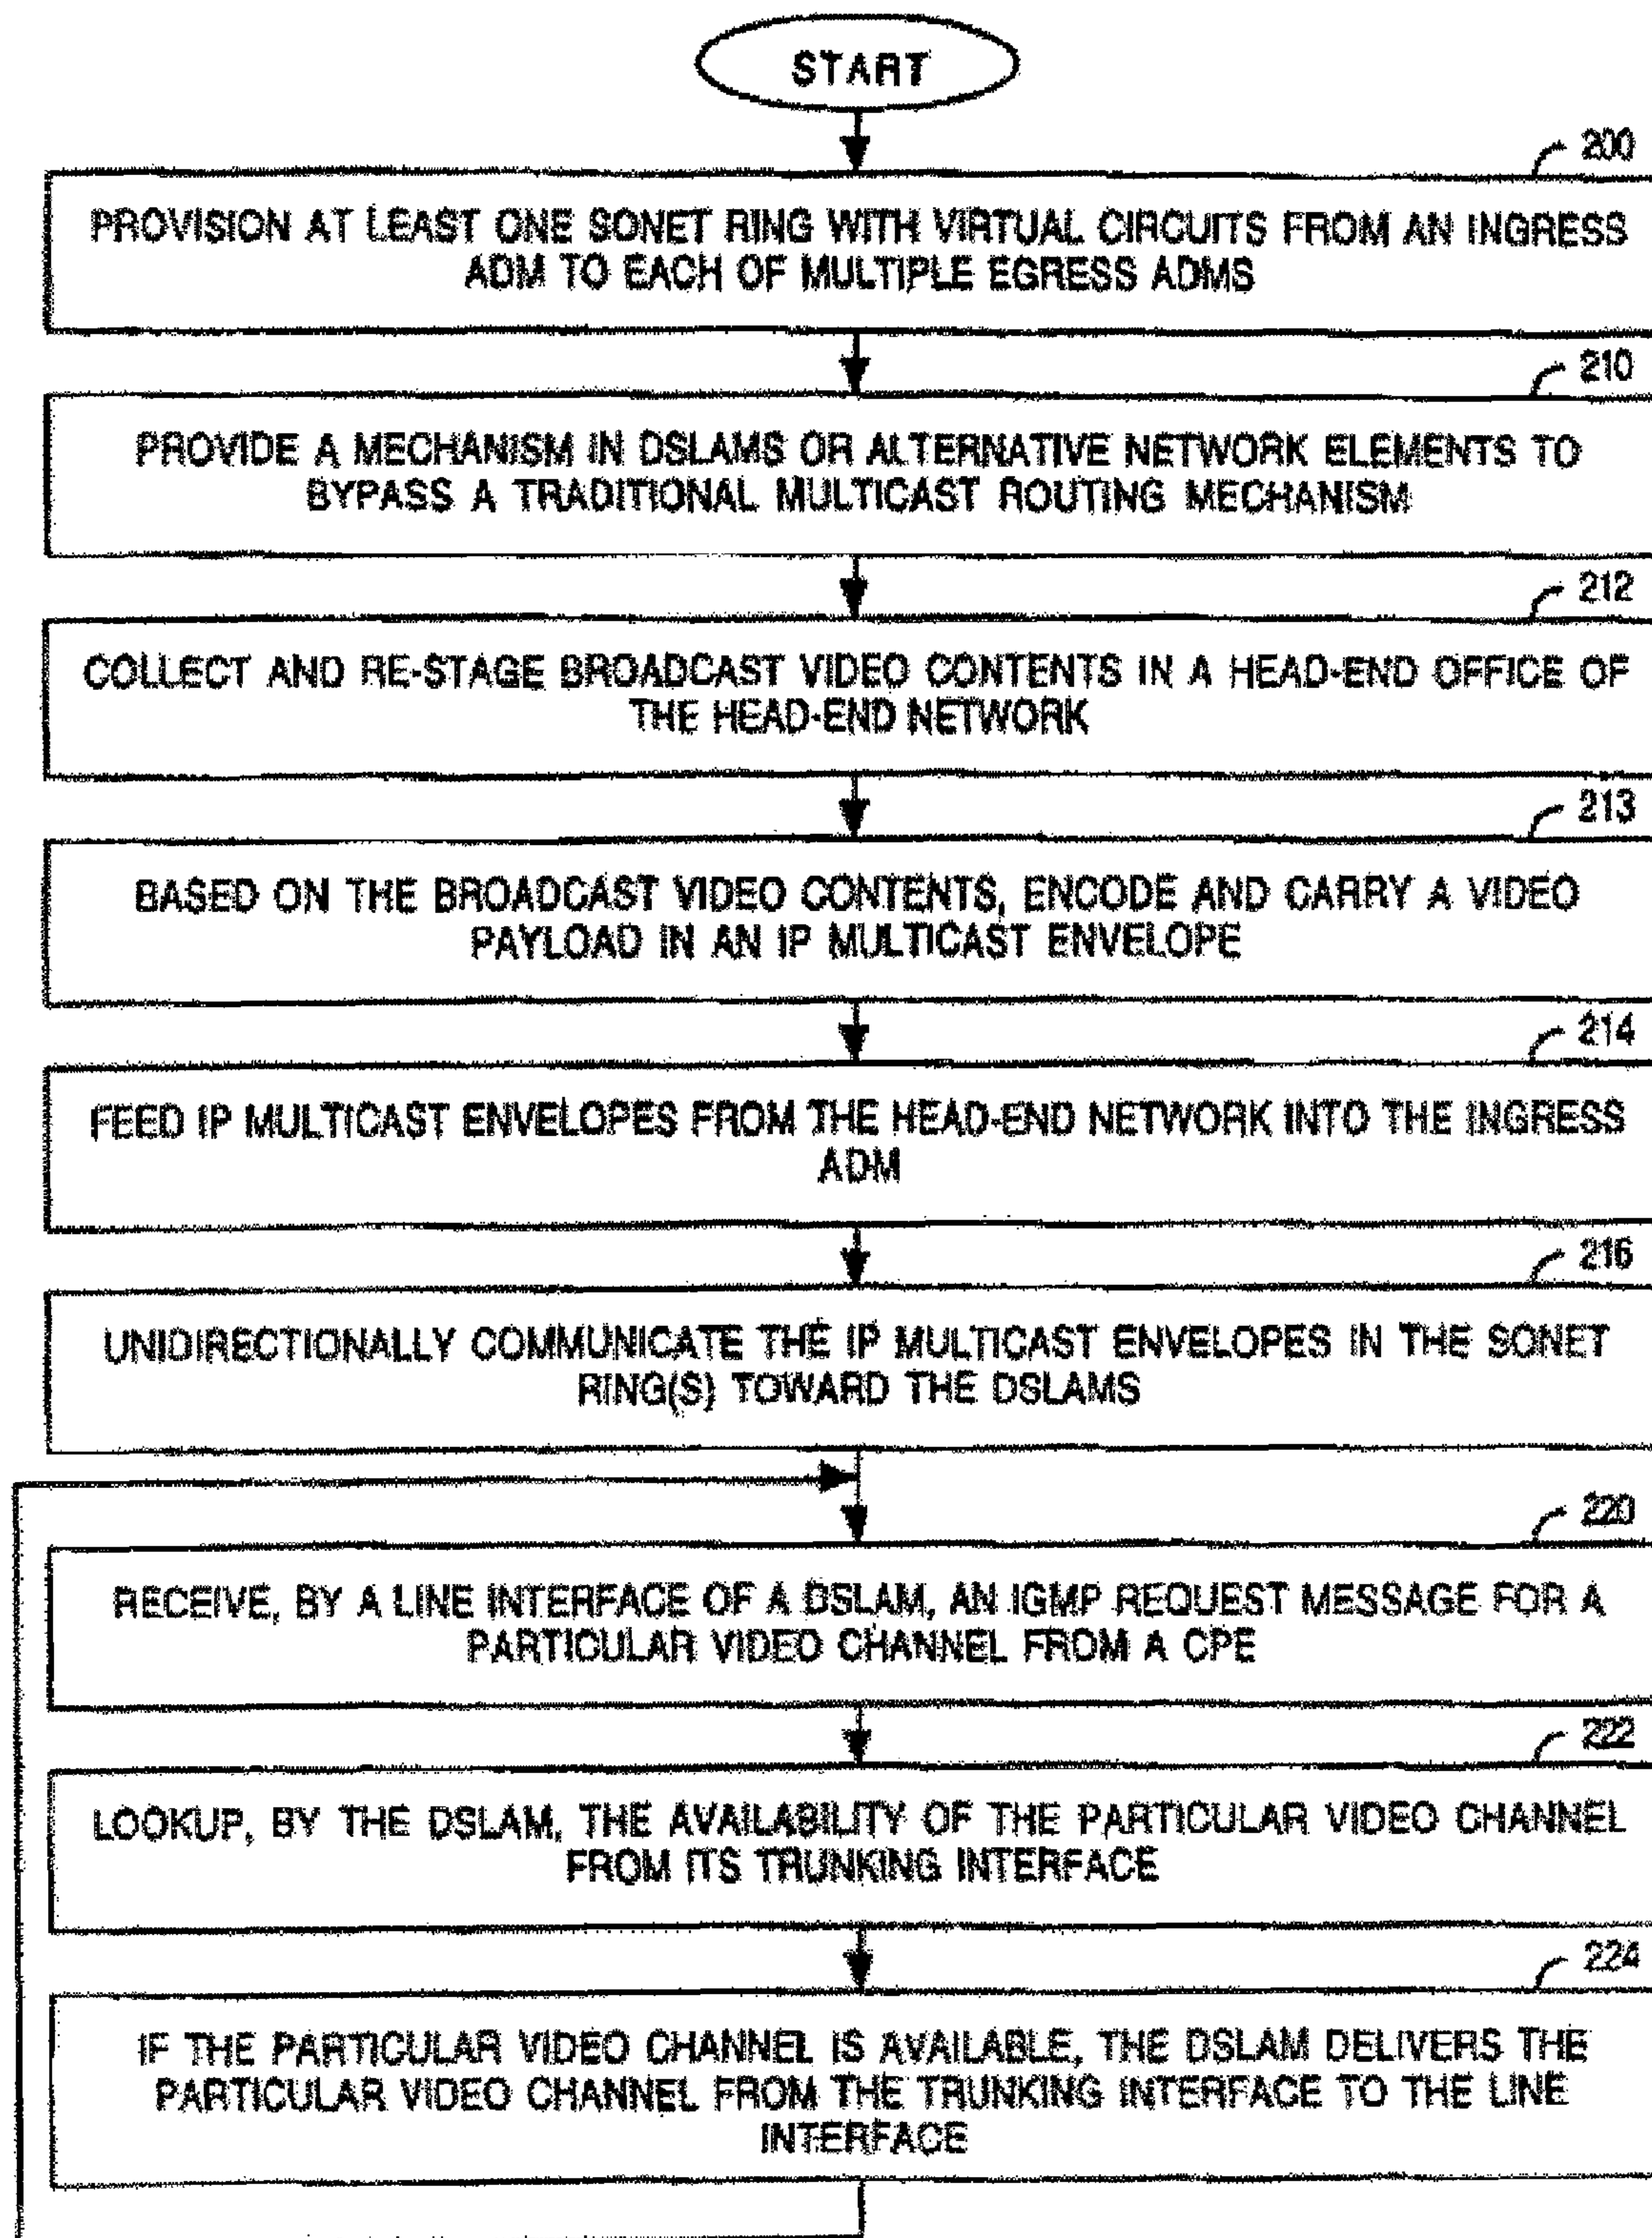 START
200
PROVISION AT LEAST ONE SONET RING WITH VIRTUAL CIRCUITS FROM AN INGRESS
ADM TO EACH OF MULTIPLE EGRESS ADMS
210
PROVIDE A MECHANISM IN DSLAMS OR ALTERNATIVE NETWORK ELEMENTS TO
BYPASS A TRADITIONAL MULTICAST ROUTING MECHANISM
212
COLLECT AND RE-STAGE BROADCAST VIDEO CONTENTS IN A HEAD-END OFFICE OF
THE HEAD-END NETWORK
213
BASED ON THE BROADCAST VIDEO CONTENTS, ENCODE AND CARRY A VIDEO
PAYLOAD IN AN IP MULTICAST ENVELOPE
214
FEED IP MULTICAST ENVELOPES FROM THE HEAD-END NETWORK INTO THE INGRESS
ADM
216
UNIDIRECTIONALLY COMMUNICATE THE IP MULTICAST ENVELOPES IN THE SONET
RING(S) TOWARD THE DSLAMS
220
RECEIVE, BY A LINE INTERFACE OF A DSLAM, AN IGMP REQUEST MESSAGE FOR A
PARTICULAR VIDEO CHANNEL FROM A CPE
222
LOOKUP, BY THE DSLAM, THE AVAILABILITY OF THE PARTICULAR VIDEO CHANNEL
FROM ITS TRUNKING INTERFACE
224
IF THE PARTICULAR VIDEO CHANNEL IS AVAILABLE, THE DSLAM DELIVERS THE
PARTICULAR VIDEO CHANNEL FROM THE TRUNKING INTERFACE TO THE LINE
INTERFACE